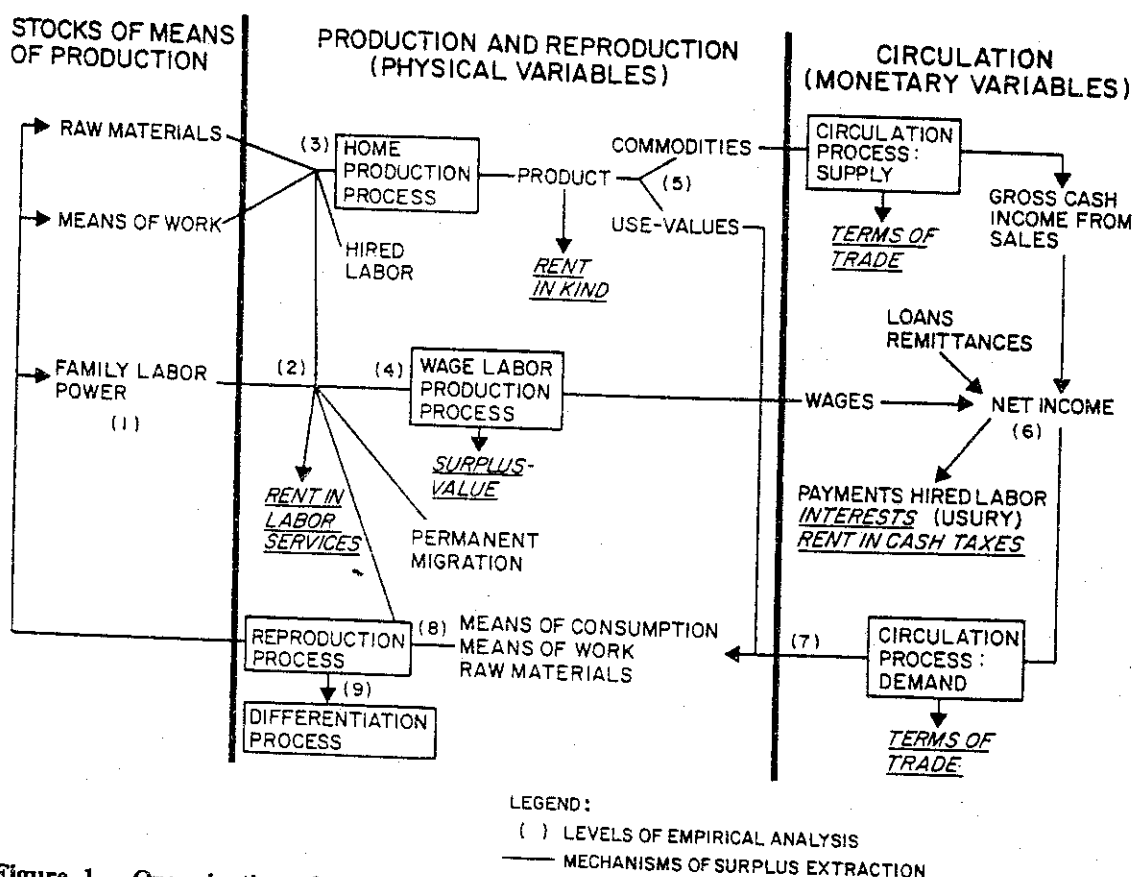 STOCKS OF MEANS
OF PRODUCTION
PRODUCTION AND REPRODUCTION
(PHYSICAL VARIABLES)
CIRCULATION
(MONETARY VARIABLES)
RAW MATERIALS
MEANS OF WORK
FAMILY LABOR
POWER
(1)
(3)
HOME
PRODUCTION
PROCESS
HIRED
LABOR
PRODUCT
RENT
IN KIND
COMMODITIES
(5)
USE-VALUES
(2)
(4)
WAGE LABOR
PRODUCTION
PROCESS
SURPLUS-
VALUE
RENT IN
LABOR
SERVICES
PERMANENT
MIGRATION
REPRODUCTION
PROCESS
(8)
MEANS OF CONSUMPTION
MEANS OF WORK
RAW MATERIALS
(9)
DIFFERENTIATION
PROCESS
CIRCULATION
PROCESS:
SUPPLY
TERMS OF
TRADE
GROSS CASH
INCOME FROM
SALES
LOANS
REMITTANCES
WAGES
NET INCOME
(6)
PAYMENTS HIRED LABOR
INTERESTS (USURY)
RENT IN CASH TAXES
(7)
CIRCULATION
PROCESS:
DEMAND
TERMS OF
TRADE
LEGEND:
( ) LEVELS OF EMPIRICAL ANALYSIS
MECHANISMS OF SURPLUS EXTRACTION